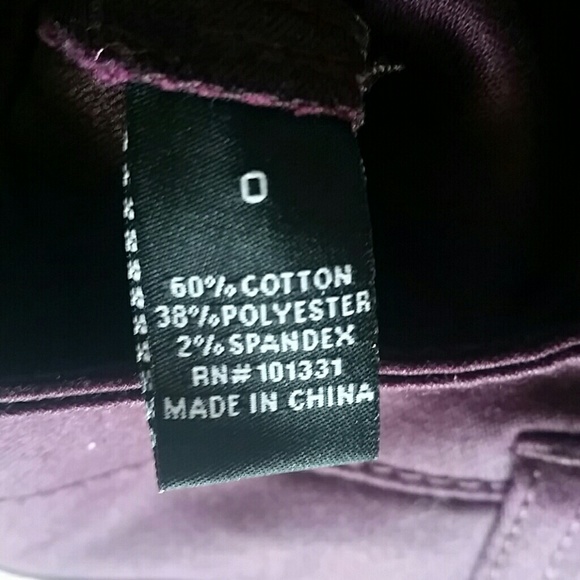 0
60% COTTON
38% POLYESTER
2% SPANDEX
RN# 101331
MADE IN CHINA